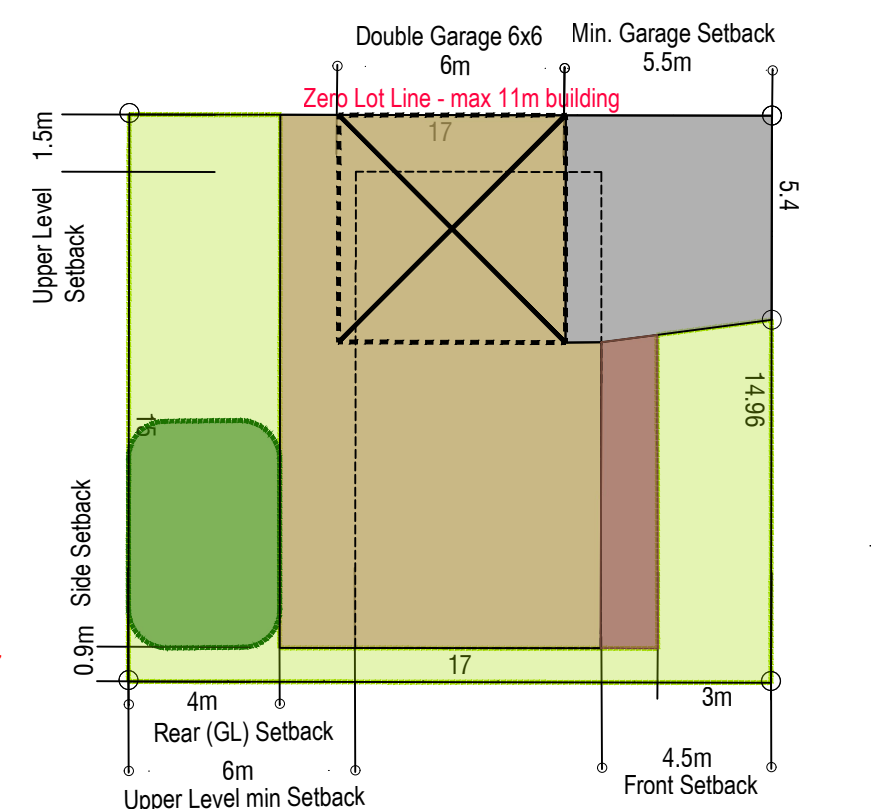 Double Garage 6x6
6m
Min. Garage Setback
5.5m
Zero Lot Line - max 11m building
17
1.5m
Upper Level
Setback
5.4
14.96
15
Side Setback
0.9m
17
4m
Rear (GL) Setback
3m
6m
Upper Level min Setback
4.5m
Front Setback